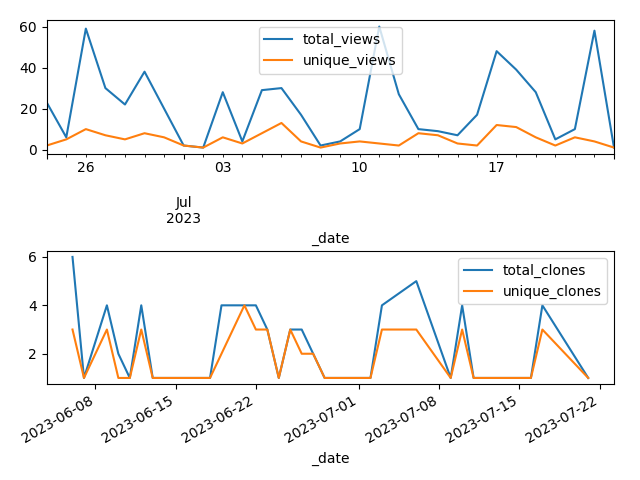 60
40
20
0
total_views
unique_views
26
03
10
17
Jul
2023
_date
6
4
2
total_clones
unique_clones
2023-06-08
2023-06-15
2023-06-22
2023-07-01
2023-07-08
2023-07-15
2023-07-22
_date